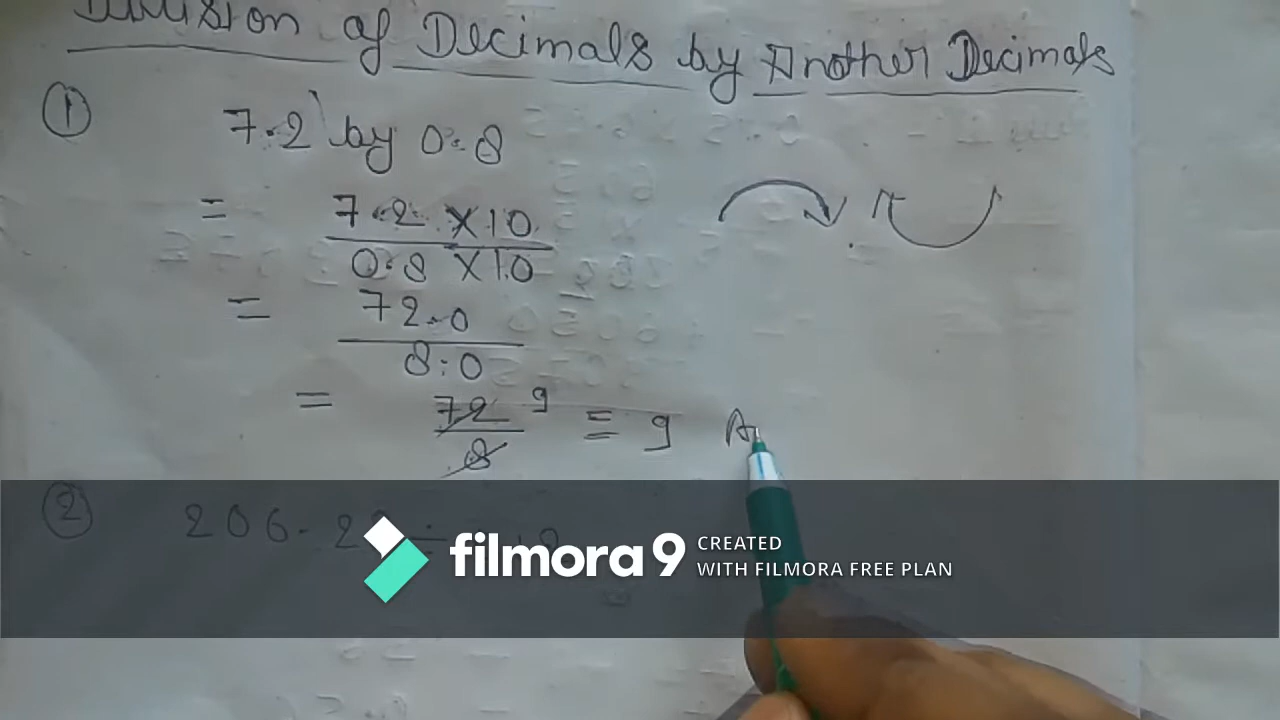 Division of Decimals by Another Decimals
① 7.2 by 0.8
= 7.2 × 10
0.8 × 10
= 72.0
8.0
= 72 9 = 9 A
8
② 206.2
filmora 9 CREATED
WITH FILMORA FREE PLAN